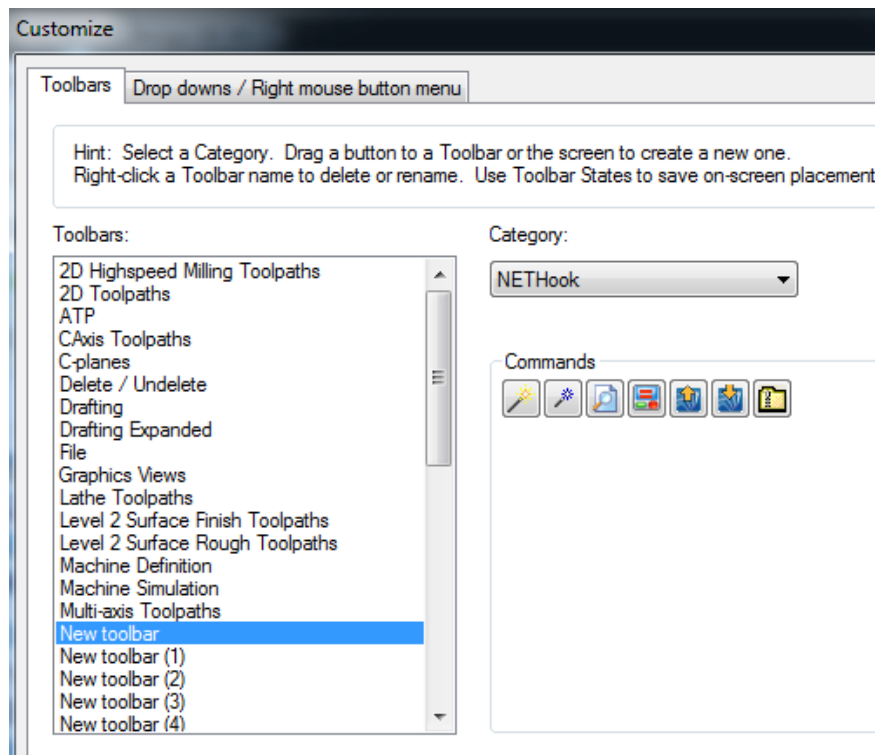 Customize
Toolbars
Drop downs / Right mouse button menu
Hint: Select a Category. Drag a button to a Toolbar or the screen to create a new one.
Right-click a Toolbar name to delete or rename. Use Toolbar States to save on-screen placement
Toolbars:
2D Highspeed Milling Toolpaths
2D Toolpaths
ATP
CAxis Toolpaths
C-planes
Delete / Undelete
Drafting
Drafting Expanded
File
Graphics Views
Lathe Toolpaths
Level 2 Surface Finish Toolpaths
Level 2 Surface Rough Toolpaths
Machine Definition
Machine Simulation
Multi-axis Toolpaths
New toolbar
New toolbar (1)
New toolbar (2)
New toolbar (3)
New toolbar (4)
Category:
NETHook
Commands